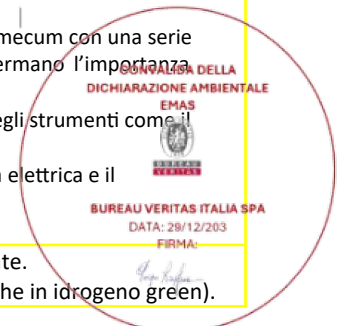 mecum con una serie
ermano l'importanza
CONVALIDA DELLA
DICHIARAZIONE AMBIENTALE
EMAS
egli strumenti come il
BUREAU
VERITAS
elettrica e il
BUREAU VERITAS ITALIA SPA
DATA: 29/12/203
FIRMA:
te.
he in idrogeno green).